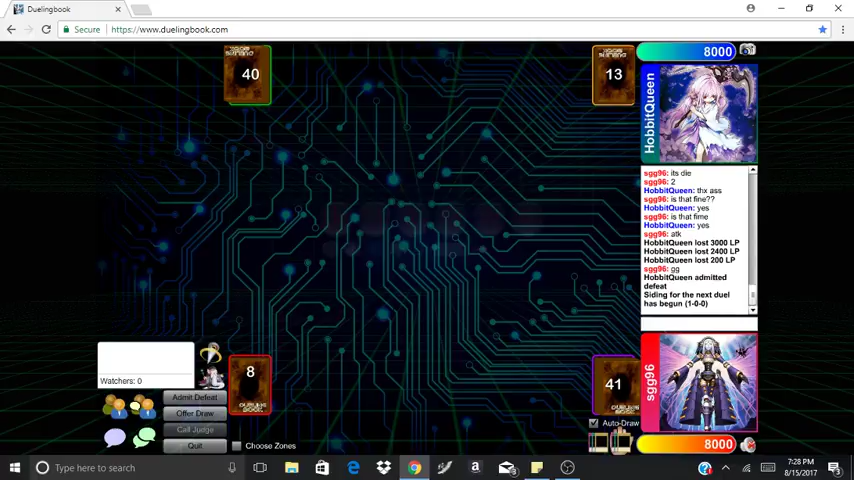 Duelingbook
Secure
https://www.duelingbook.com
40
13
8000
HobbitQueen
sgg96: its die
sgg96: 2
HobbitQueen: thx ass
sgg96: is that fine??
HobbitQueen: yes
sgg96: is that fime
HobbitQueen: yes
sgg96: atk
HobbitQueen lost 3000 LP
HobbitQueen lost 2400 LP
HobbitQueen lost 200 LP
sgg96: gg
HobbitQueen admitted
defeat
Siding for the next duel
has begun (1-0-0)
Watchers: 0
8
41
sgg96
Admit Defeat
Offer Draw
Call Judge
Quit
Choose Zones
Auto-Draw
8000
Type here to search
7:28 PM
8/15/2017